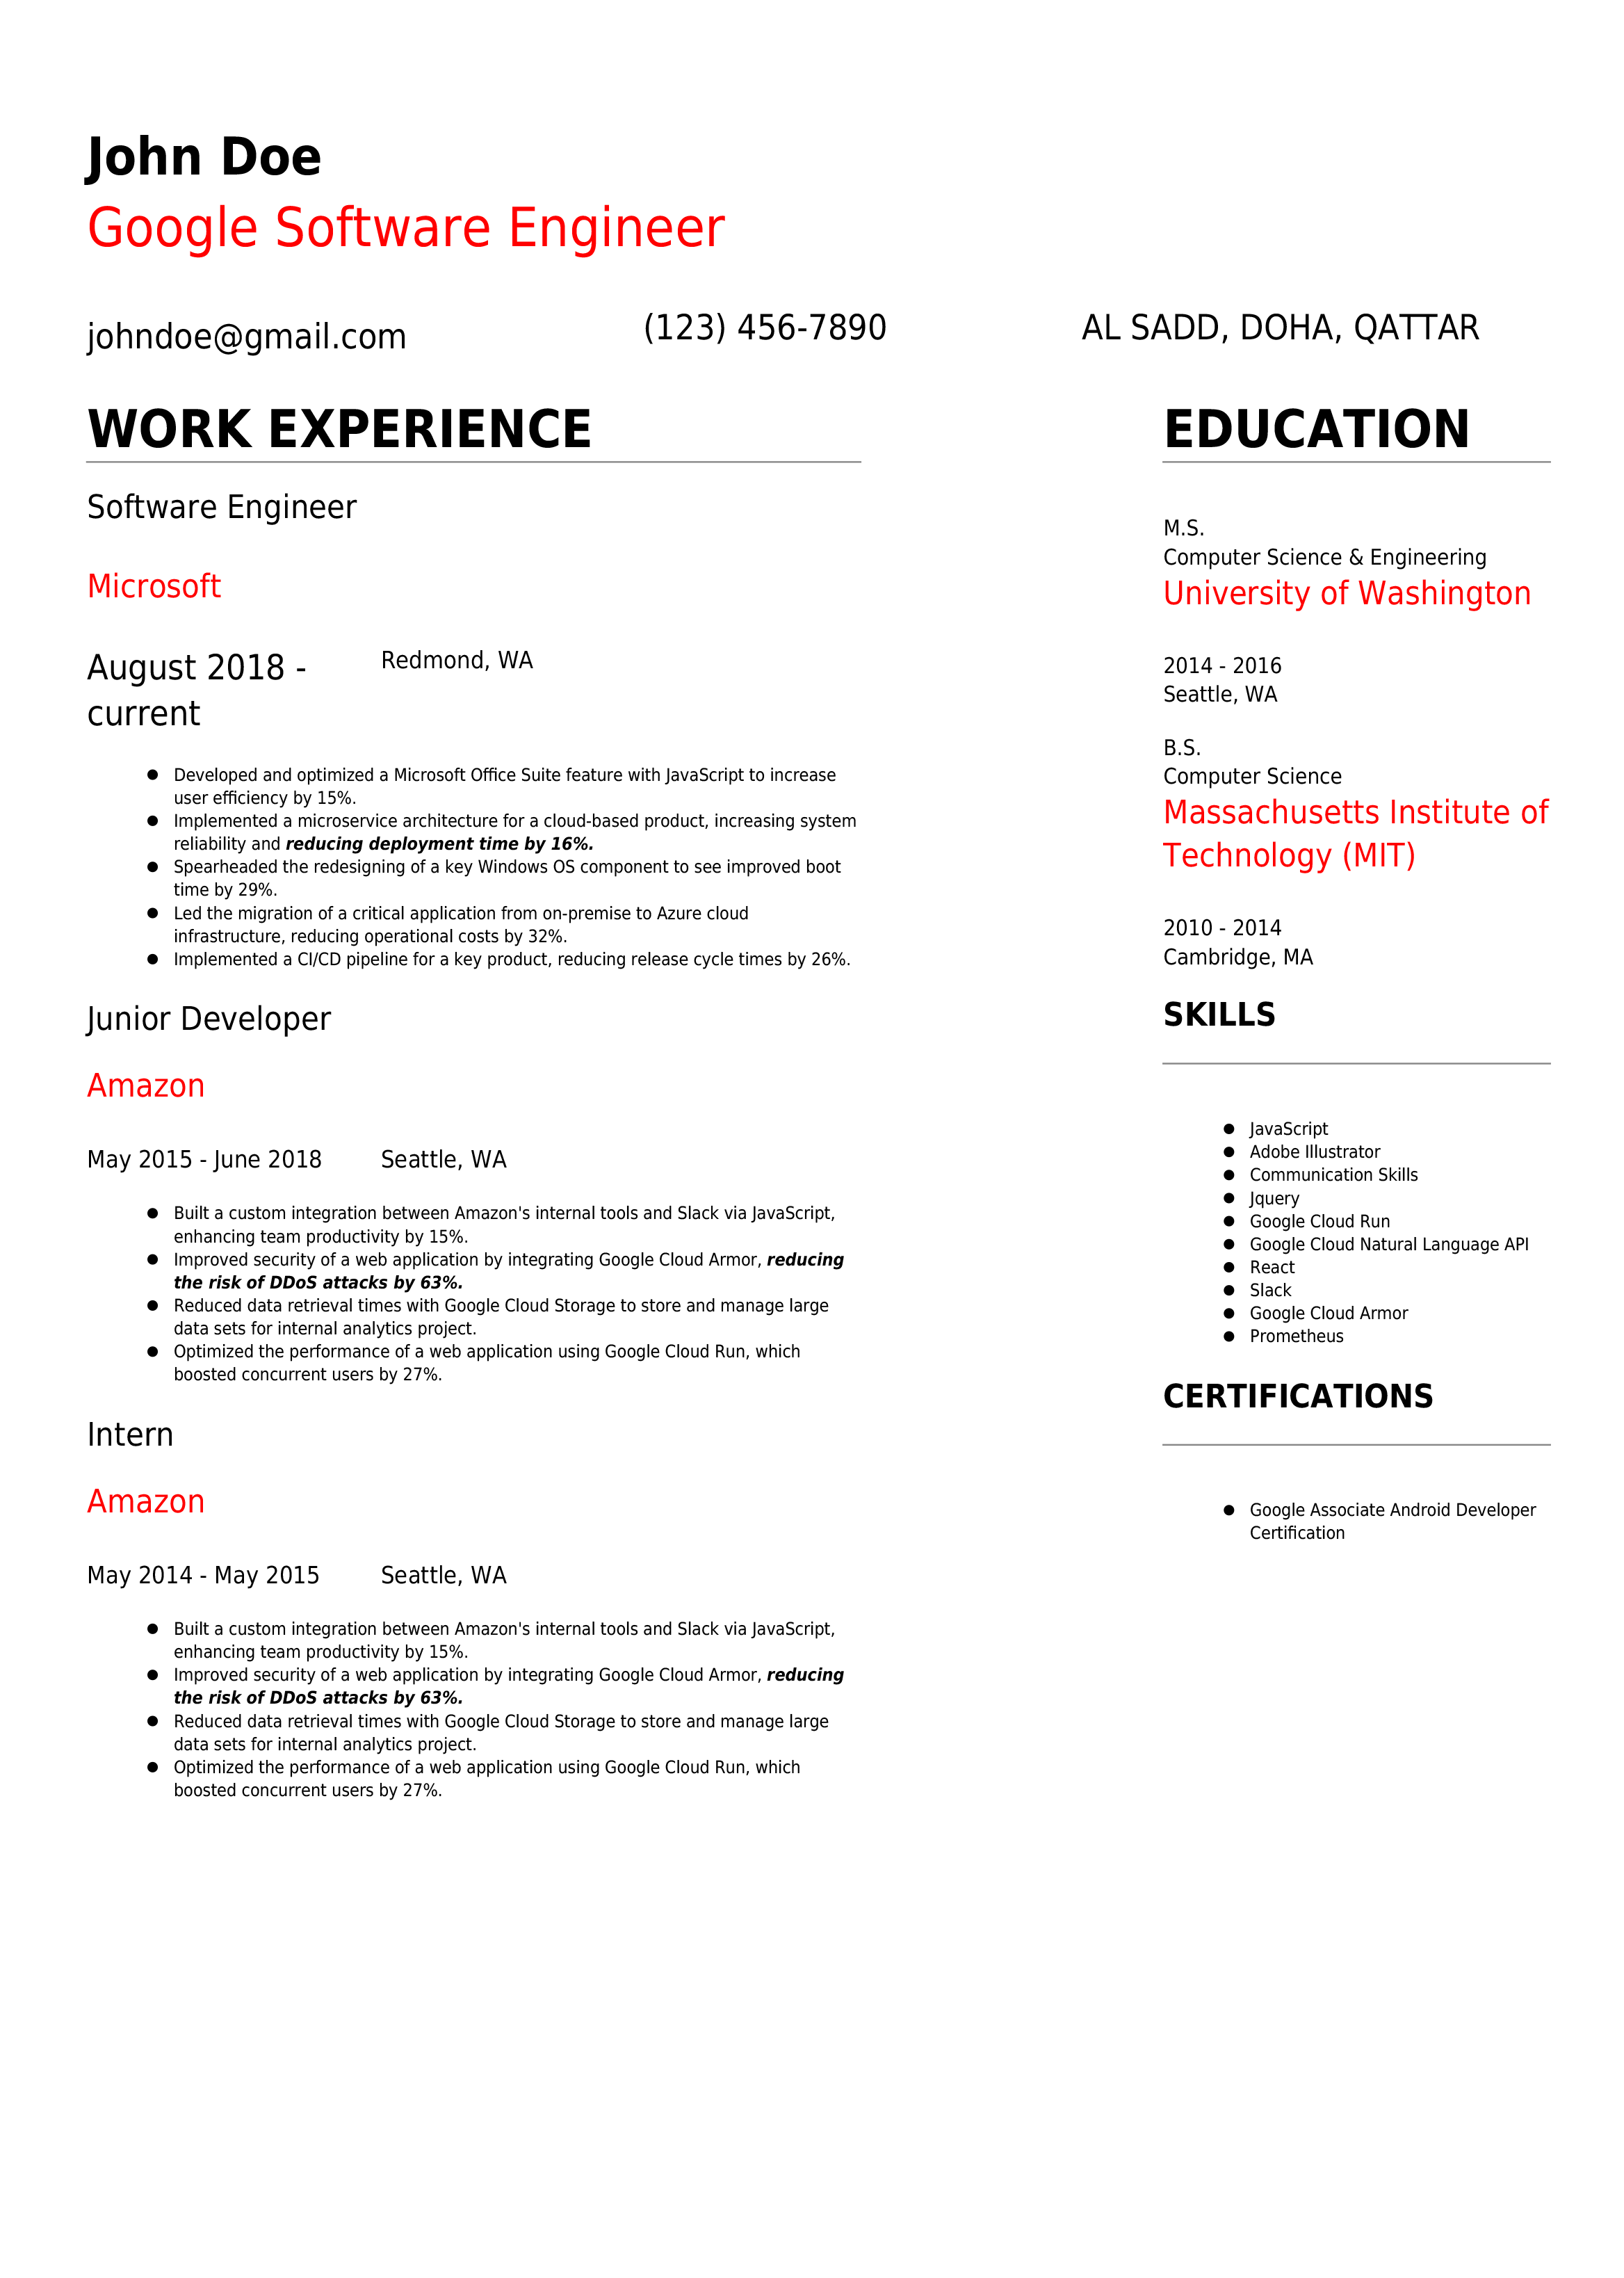 John Doe
Google Software Engineer
johndoe@gmail.com
(123) 456-7890
AL SADD, DOHA, QATTAR
WORK EXPERIENCE
Software Engineer
Microsoft
August 2018 -
current
Redmond, WA
● Developed and optimized a Microsoft Office Suite feature with JavaScript to increase
user efficiency by 15%.
● Implemented a microservice architecture for a cloud-based product, increasing system
reliability and reducing deployment time by 16%.
● Spearheaded the redesigning of a key Windows OS component to see improved boot
time by 29%.
● Led the migration of a critical application from on-premise to Azure cloud
infrastructure, reducing operational costs by 32%.
● Implemented a CI/CD pipeline for a key product, reducing release cycle times by 26%.
Junior Developer
Amazon
May 2015 - June 2018
Seattle, WA
● Built a custom integration between Amazon's internal tools and Slack via JavaScript,
enhancing team productivity by 15%.
● Improved security of a web application by integrating Google Cloud Armor, reducing
the risk of DDoS attacks by 63%.
● Reduced data retrieval times with Google Cloud Storage to store and manage large
data sets for internal analytics project.
● Optimized the performance of a web application using Google Cloud Run, which
boosted concurrent users by 27%.
Intern
Amazon
May 2014 - May 2015
Seattle, WA
● Built a custom integration between Amazon's internal tools and Slack via JavaScript,
enhancing team productivity by 15%.
● Improved security of a web application by integrating Google Cloud Armor, reducing
the risk of DDoS attacks by 63%.
● Reduced data retrieval times with Google Cloud Storage to store and manage large
data sets for internal analytics project.
● Optimized the performance of a web application using Google Cloud Run, which
boosted concurrent users by 27%.
EDUCATION
M.S.
Computer Science & Engineering
University of Washington
2014 - 2016
Seattle, WA
B.S.
Computer Science
Massachusetts Institute of
Technology (MIT)
2010 - 2014
Cambridge, MA
SKILLS
● JavaScript
● Adobe Illustrator
● Communication Skills
● Jquery
● Google Cloud Run
● Google Cloud Natural Language API
● React
● Slack
● Google Cloud Armor
● Prometheus
CERTIFICATIONS
● Google Associate Android Developer
Certification